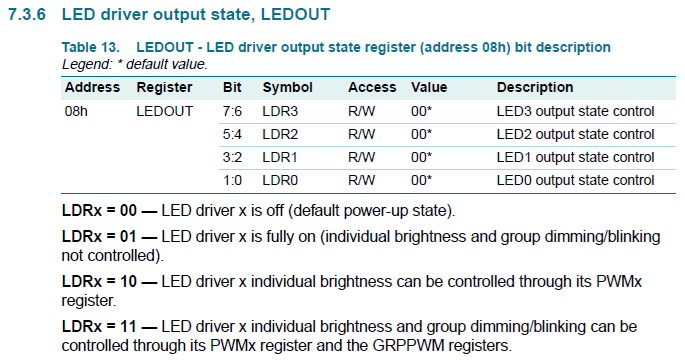 7.3.6 LED driver output state, LEDOUT
Table 13. LEDOUT - LED driver output state register (address 08h) bit description
Legend: * default value.
Address Register Bit Symbol Access Value Description
08h LEDOUT 7:6 LDR3 R/W 00* LED3 output state control
5:4 LDR2 R/W 00* LED2 output state control
3:2 LDR1 R/W 00* LED1 output state control
1:0 LDR0 R/W 00* LED0 output state control
LDRx = 00 — LED driver x is off (default power-up state).
LDRx = 01 — LED driver x is fully on (individual brightness and group dimming/blinking
not controlled).
LDRx = 10 — LED driver x individual brightness can be controlled through its PWMx
register.
LDRx = 11 — LED driver x individual brightness and group dimming/blinking can be
controlled through its PWMx register and the GRPPWM registers.